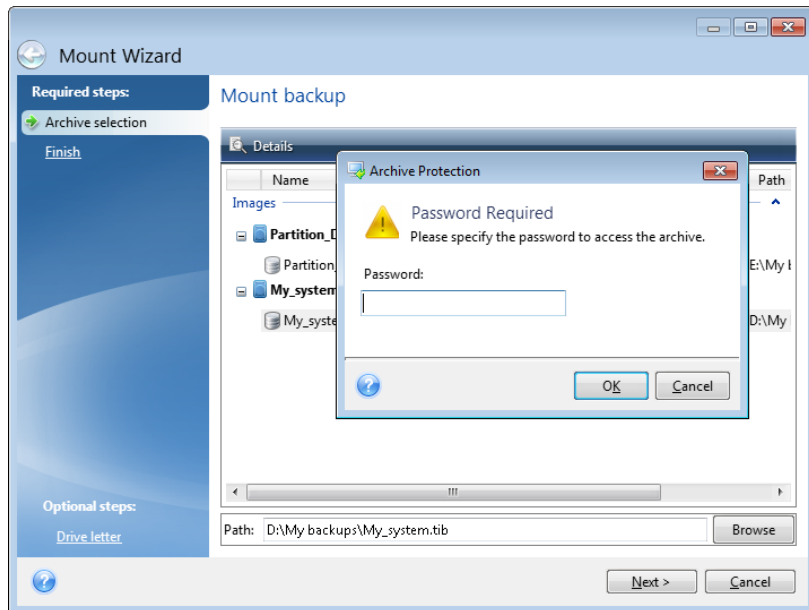 Mount Wizard
Required steps:
Archive selection
Finish
Optional steps:
Drive letter
Mount backup
Details
Name
Path
Images
Partition_D
Partition_
E:\My b
My_system
My_syste
D:\My
Archive Protection
Password Required
Please specify the password to access the archive.
Password:
OK
Cancel
Path: D:\My backups\My_system.tib
Browse
Next >
Cancel